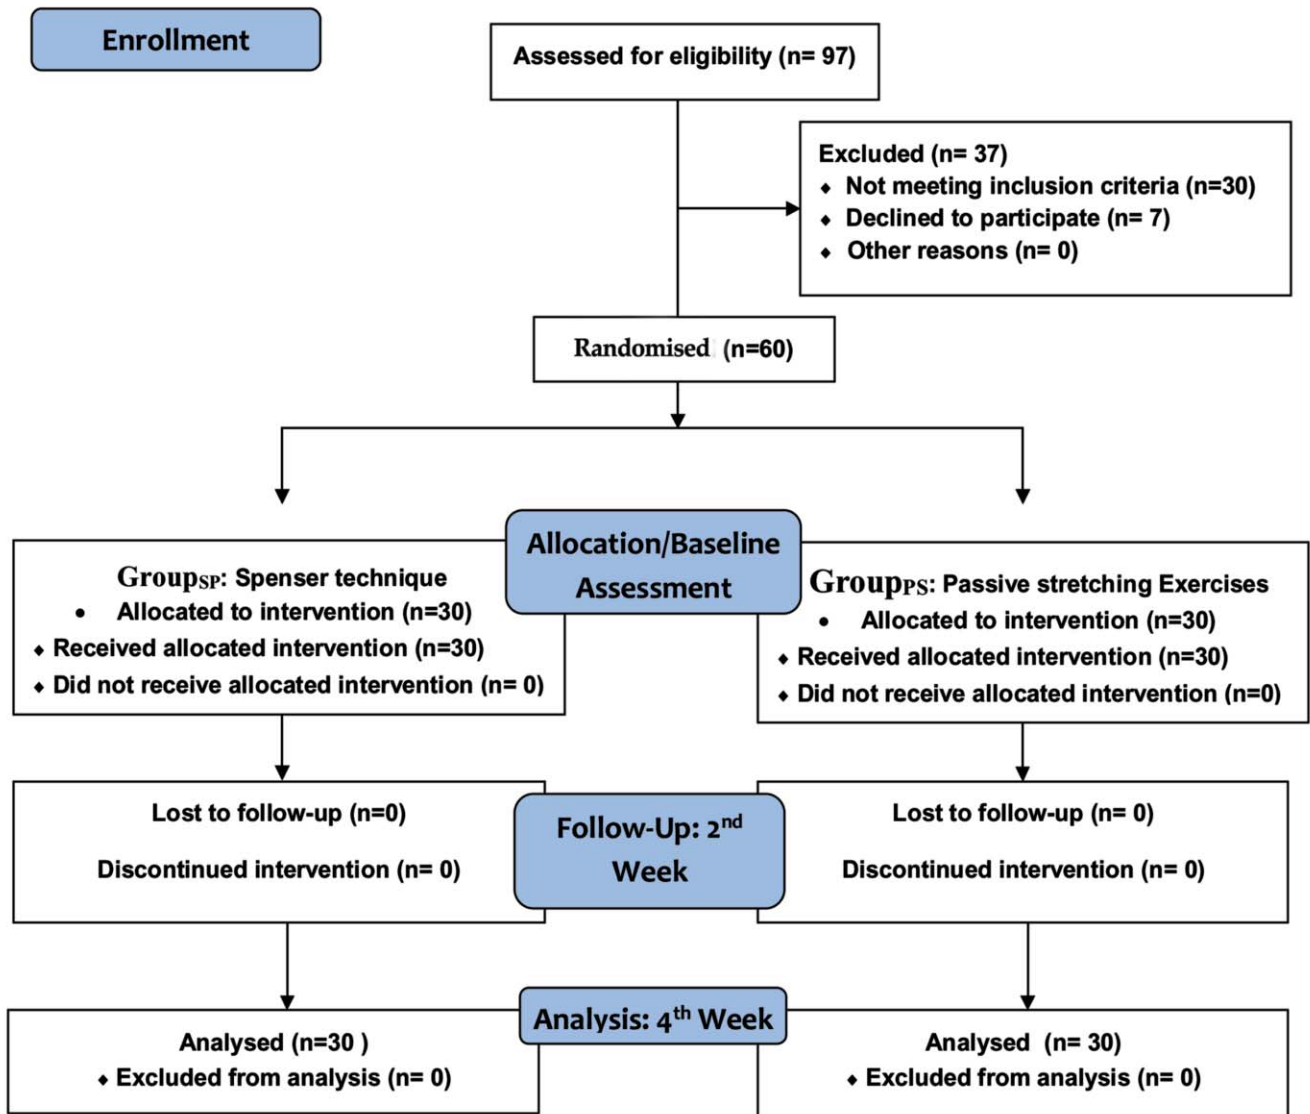 Enrollment
Assessed for eligibility (n= 97)
Excluded (n= 37)
⬥ Not meeting inclusion criteria (n=30)
⬥ Declined to participate (n= 7)
⬥ Other reasons (n= 0)
Randomised (n=60)
Allocation/Baseline
Assessment
GroupSP: Spenser technique
• Allocated to intervention (n=30)
⬥ Received allocated intervention (n=30)
⬥ Did not receive allocated intervention (n= 0)
GroupPS: Passive stretching Exercises
• Allocated to intervention (n=30)
⬥ Received allocated intervention (n=30)
⬥ Did not receive allocated intervention (n=0)
Follow-Up: 2nd
Week
Lost to follow-up (n=0)
Discontinued intervention (n= 0)
Lost to follow-up (n= 0)
Discontinued intervention (n= 0)
Analysis: 4th Week
Analysed (n=30 )
⬥ Excluded from analysis (n= 0)
Analysed (n= 30)
⬥ Excluded from analysis (n= 0)